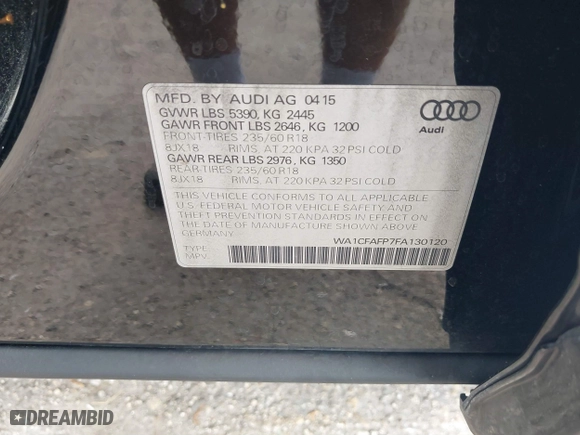 MFD. BY AUDI AG 04 15
GVWR LBS 5390, KG 2445
GAWR FRONT LBS 2646, KG 1200
FRONT-TIRES 235/60 R18
8JX18 RIMS, AT 220 KPA 32 PSI COLD
GAWR REAR LBS 2976, KG 1350
REAR-TIRES 235/60 R18
8JX18 RIMS, AT 220 KPA 32 PSI COLD
THIS VEHICLE CONFORMS TO ALL APPLICABLE
U.S. FEDERAL MOTOR VEHICLE SAFETY AND
THEFT PREVENTION STANDARDS IN EFFECT ON
THE DATE OF MANUFACTURE SHOWN ABOVE
GERMANY
WA1CFAFP7FA130120
TYPE:
MPV
Audi
DREAMBID